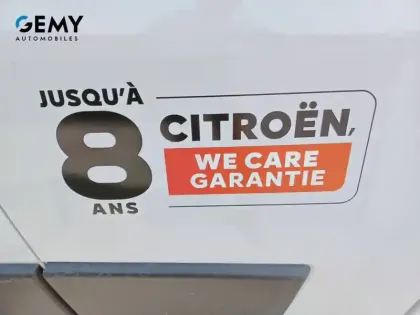 GEMY
AUTOMOBILES
JUSQU'À
8
ANS
CITROËN,
WE CARE
GARANTIE